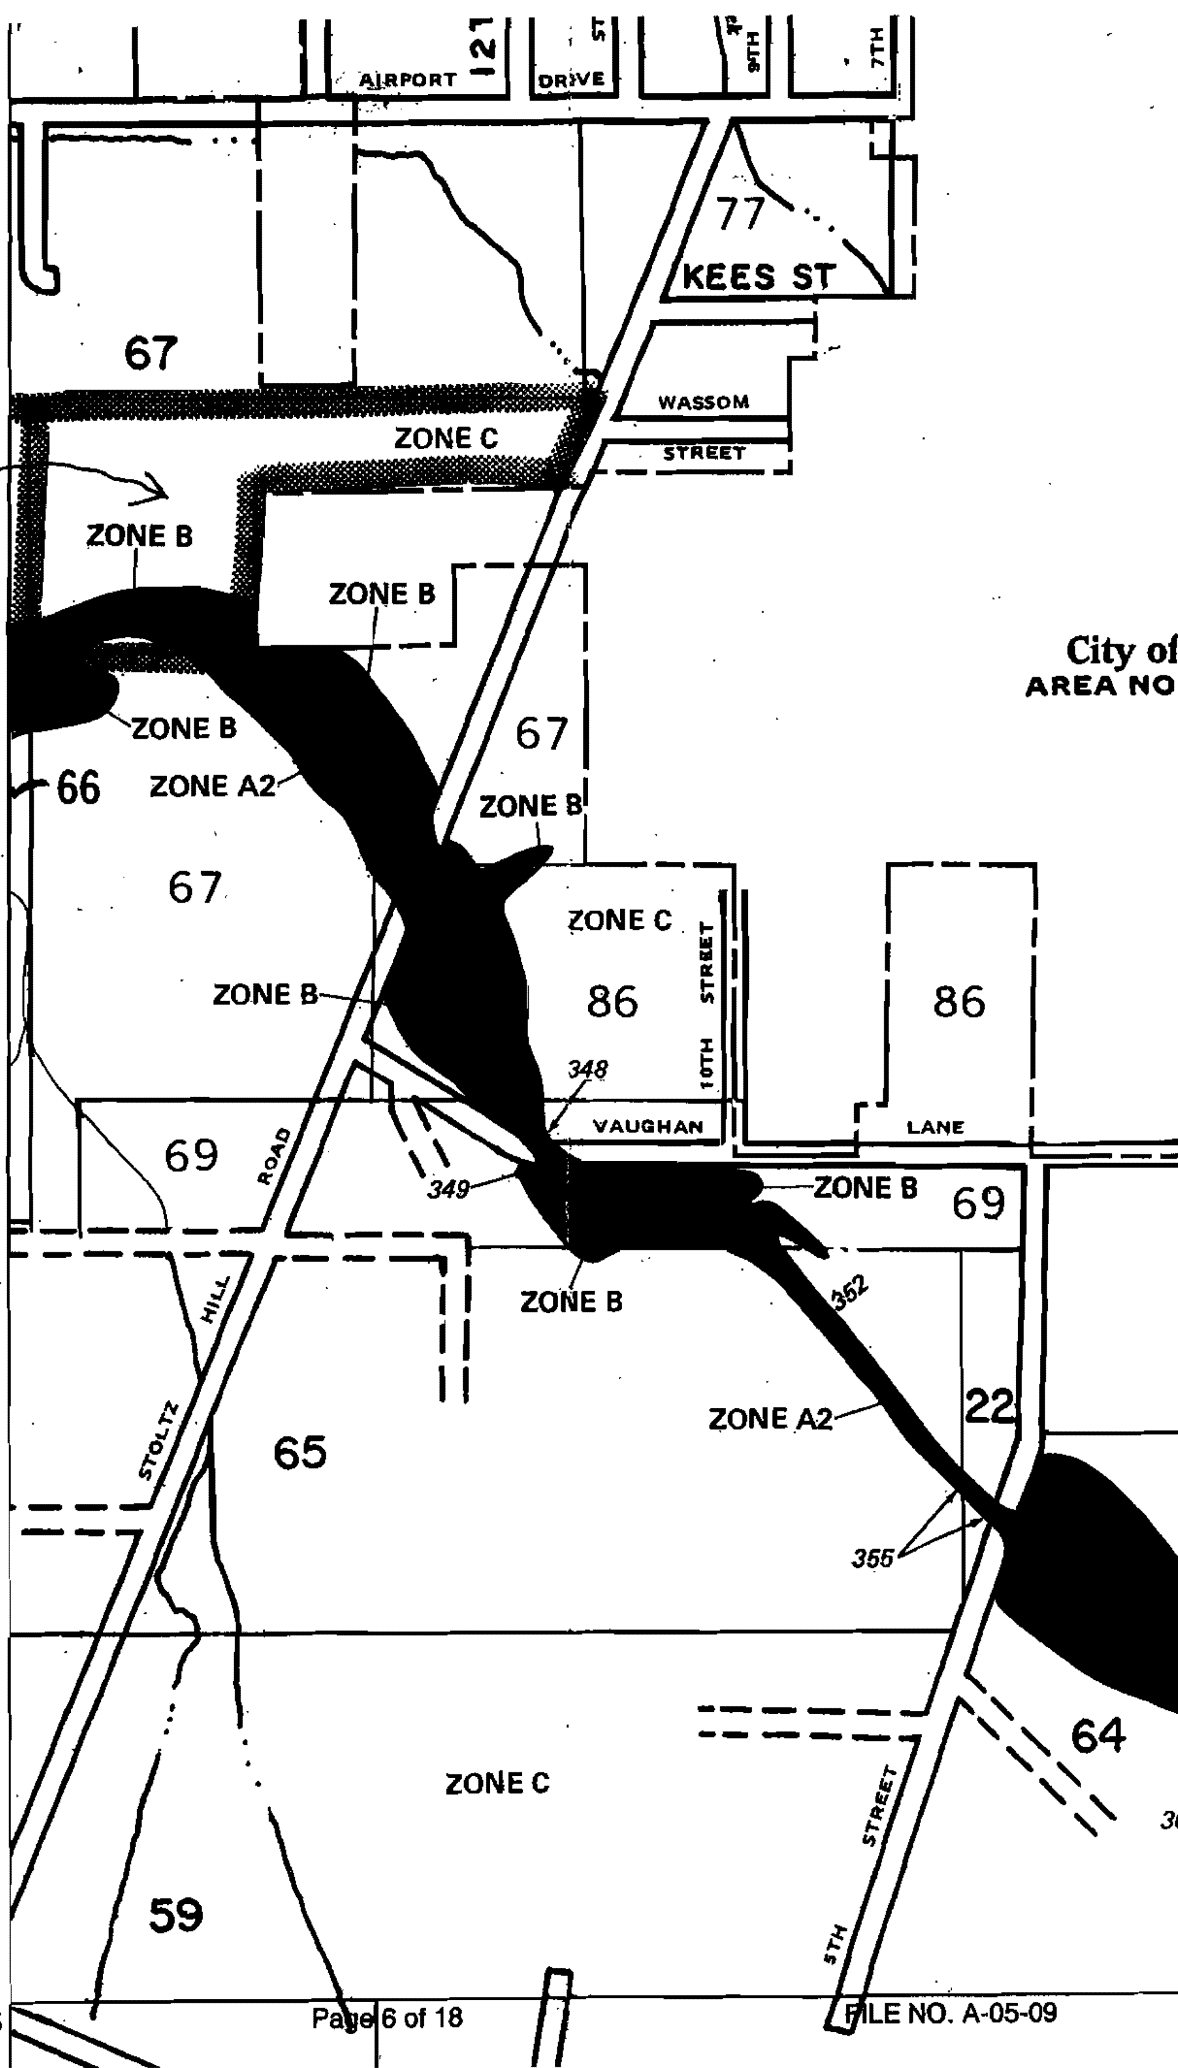 121
ST
9TH
7TH
AIRPORT
DRIVE
77
KEES ST
67
WASSOM
ZONE C
STREET
ZONE B
ZONE B
City of
AREA NO
ZONE B
67
66
ZONE A2
ZONE B
67
ZONE C
10TH STREET
ZONE B
86
86
348
VAUGHAN
LANE
69
ROAD
349
ZONE B
69
HILL
ZONE B
352
STOLTZ
ZONE A2
22
65
355
64
ZONE C
STREET
59
5TH
Page 6 of 18
FILE NO. A-05-09